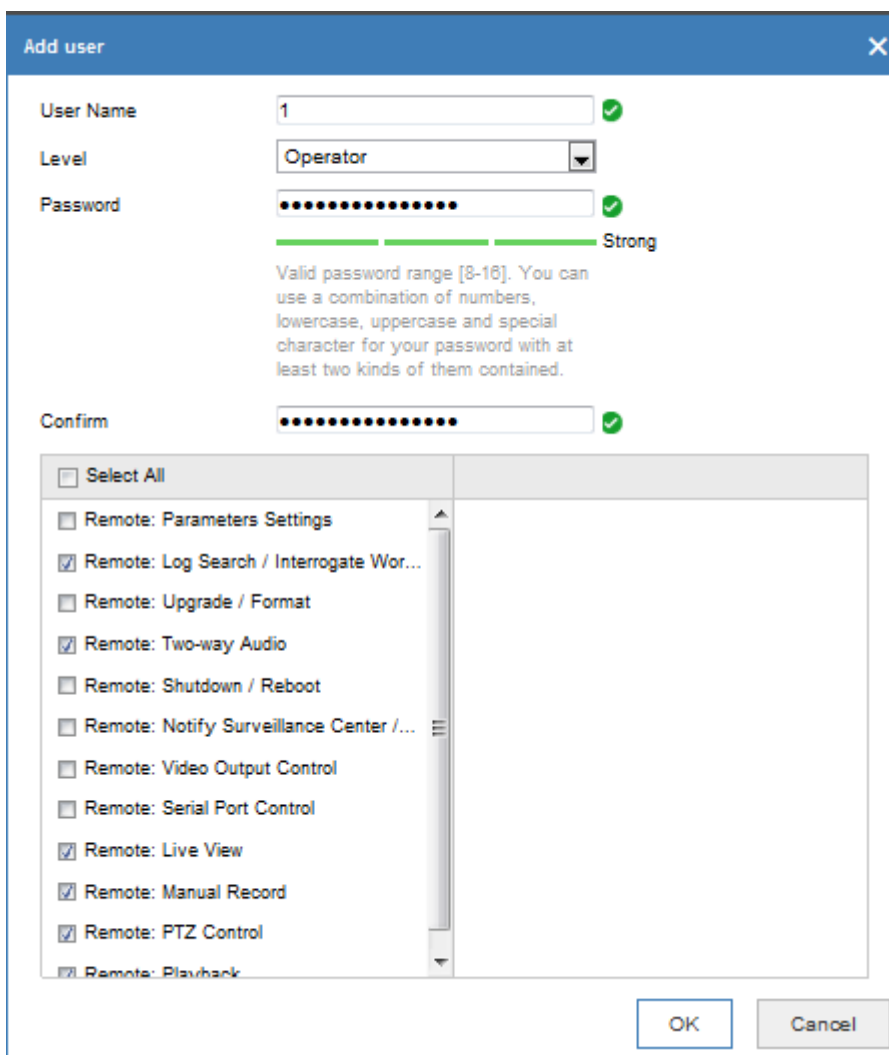 Add user
User Name 1
Level Operator
Password •••••••••••••••
Strong
Valid password range [8-16]. You can
use a combination of numbers,
lowercase, uppercase and special
character for your password with at
least two kinds of them contained.
Confirm •••••••••••••••
Select All
Remote: Parameters Settings
Remote: Log Search / Interrogate Wor...
Remote: Upgrade / Format
Remote: Two-way Audio
Remote: Shutdown / Reboot
Remote: Notify Surveillance Center /...
Remote: Video Output Control
Remote: Serial Port Control
Remote: Live View
Remote: Manual Record
Remote: PTZ Control
Remote: Playback
OK Cancel